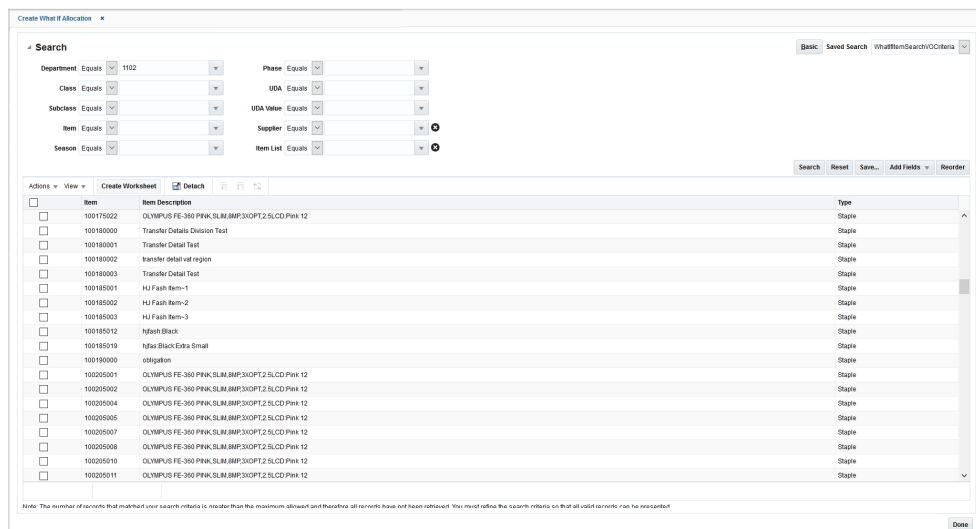 Create What If Allocation ×
Search
Basic Saved Search WhatIfItemSearchVOCriteria
Department Equals 1102 Phase Equals
Class Equals UDA Equals
Subclass Equals UDA Value Equals
Item Equals Supplier Equals
Season Equals Item List Equals
Search Reset Save... Add Fields Reorder
Actions View Create Worksheet Detach
Item Item Description Type
100175022 OLYMPUS FE-360 PINK,SLIM,8MP,3XOPT,2.5LCD:Pink 12 Staple
100180000 Transfer Details Division Test Staple
100180001 Transfer Detail Test Staple
100180002 transfer detail vat region Staple
100180003 Transfer Detail Test Staple
100185001 HJ Fash Item~1 Staple
100185002 HJ Fash Item~2 Staple
100185003 HJ Fash Item~3 Staple
100185012 hjfash:Black Staple
100185019 hjfas:Black:Extra Small Staple
100190000 obligation Staple
100205001 OLYMPUS FE-360 PINK,SLIM,8MP,3XOPT,2.5LCD:Pink 12 Staple
100205002 OLYMPUS FE-360 PINK,SLIM,8MP,3XOPT,2.5LCD:Pink 12 Staple
100205004 OLYMPUS FE-360 PINK,SLIM,8MP,3XOPT,2.5LCD:Pink 12 Staple
100205005 OLYMPUS FE-360 PINK,SLIM,8MP,3XOPT,2.5LCD:Pink 12 Staple
100205007 OLYMPUS FE-360 PINK,SLIM,8MP,3XOPT,2.5LCD:Pink 12 Staple
100205008 OLYMPUS FE-360 PINK,SLIM,8MP,3XOPT,2.5LCD:Pink 12 Staple
100205010 OLYMPUS FE-360 PINK,SLIM,8MP,3XOPT,2.5LCD:Pink 12 Staple
100205011 OLYMPUS FE-360 PINK,SLIM,8MP,3XOPT,2.5LCD:Pink 12 Staple
Note: The number of records that matched your search criteria is greater than the maximum allowed and therefore all records have not been retrieved. You must refine the search criteria so that all valid records can be presented.
Done